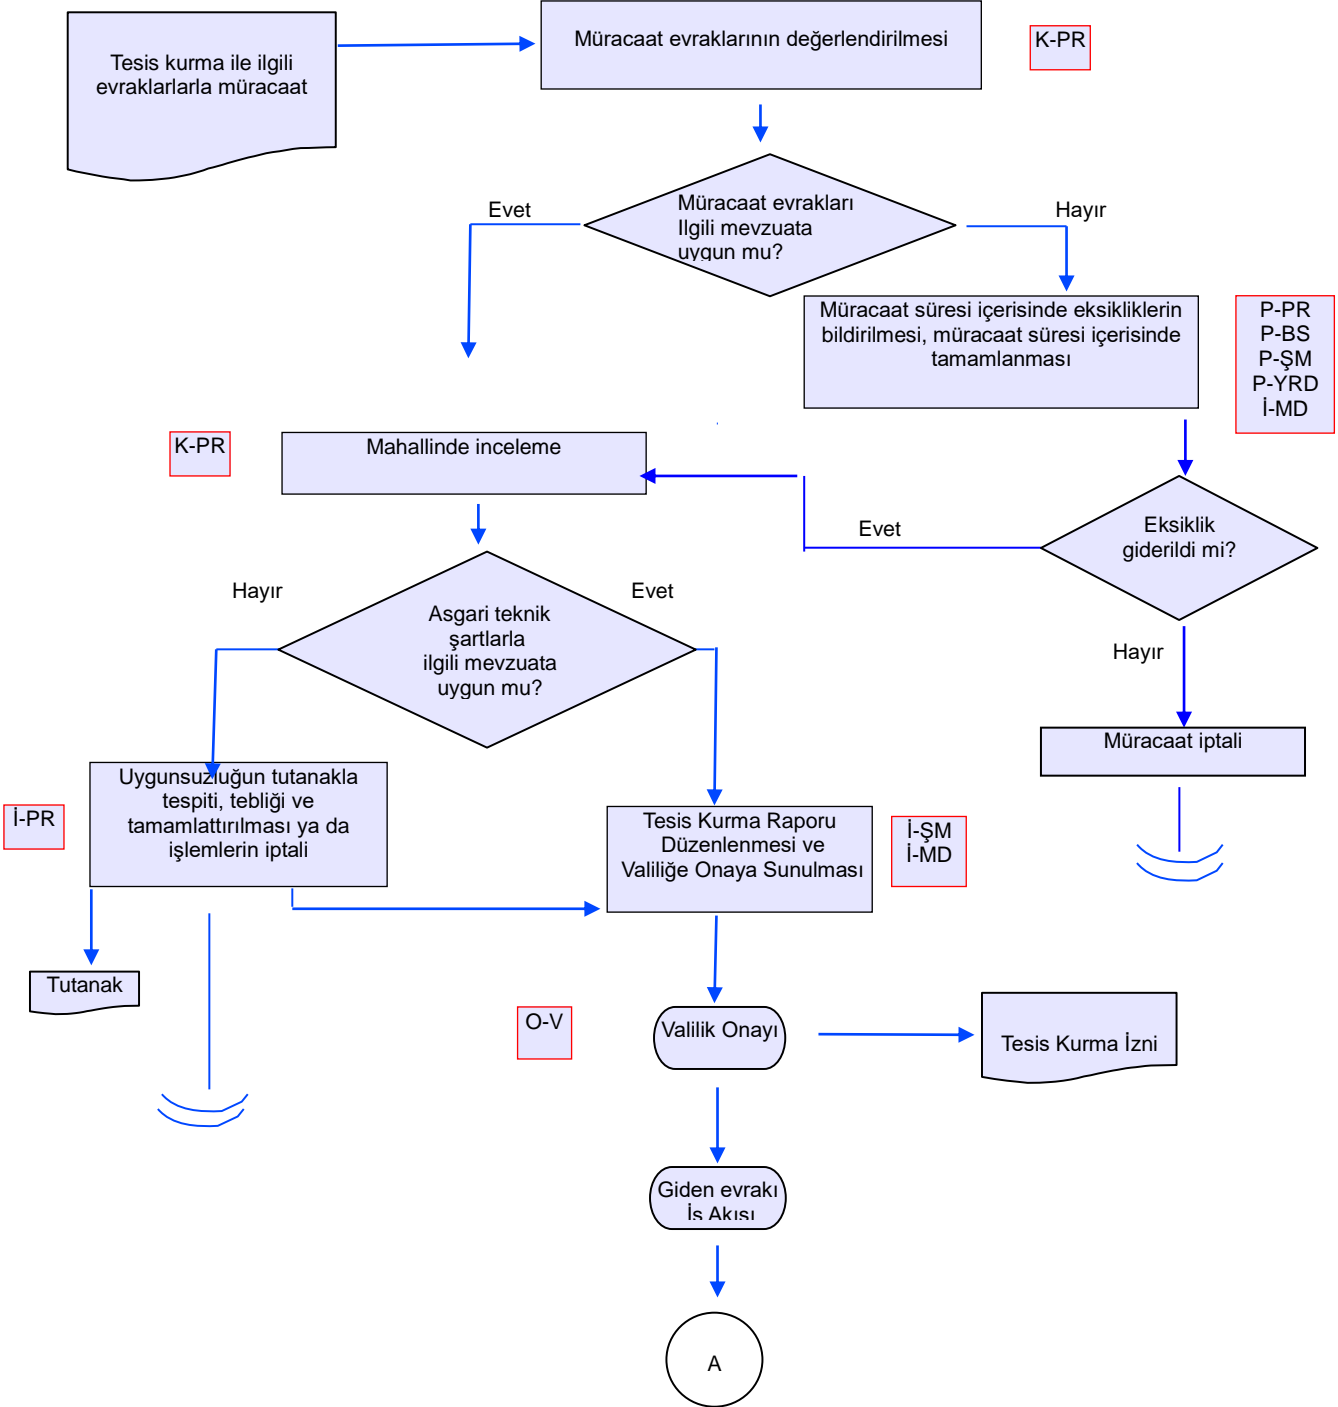 Tesis kurma ile ilgili
evraklarlarla müracaat
Müracaat evraklarının değerlendirilmesi
K-PR
Müracaat evrakları
Ilgili mevzuata
uygun mu?
Evet
Hayır
Müracaat süresi içerisinde eksikliklerin
bildirilmesi, müracaat süresi içerisinde
tamamlanması
P-PR
P-BS
P-ŞM
P-YRD
İ-MD
K-PR
Mahallinde inceleme
Evet
Eksiklik
giderildi mi?
Hayır
Evet
Asgari teknik
şartlarla
ilgili mevzuata
uygun mu?
Hayır
Müracaat iptali
İ-PR
Uygunsuzluğun tutanakla
tespiti, tebliği ve
tamamlattırılması ya da
işlemlerin iptali
Tesis Kurma Raporu
Düzenlenmesi ve
Valiliğe Onaya Sunulması
İ-ŞM
İ-MD
Tutanak
O-V
Valilik Onayı
Tesis Kurma İzni
Giden evrakı
İş Akışı
A